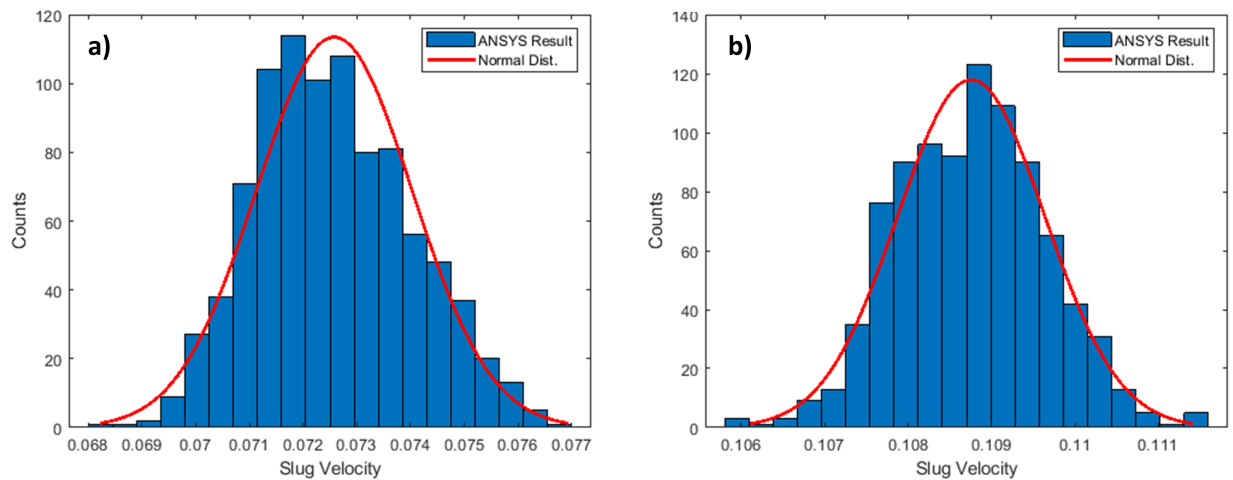 a)
ANSYS Result
Normal Dist.
120
100
80
60
40
20
0
Counts
0.068 0.069 0.07 0.071 0.072 0.073 0.074 0.075 0.076 0.077
Slug Velocity
b)
ANSYS Result
Normal Dist.
140
120
100
80
60
40
20
0
Counts
0.106 0.107 0.108 0.109 0.11 0.111
Slug Velocity